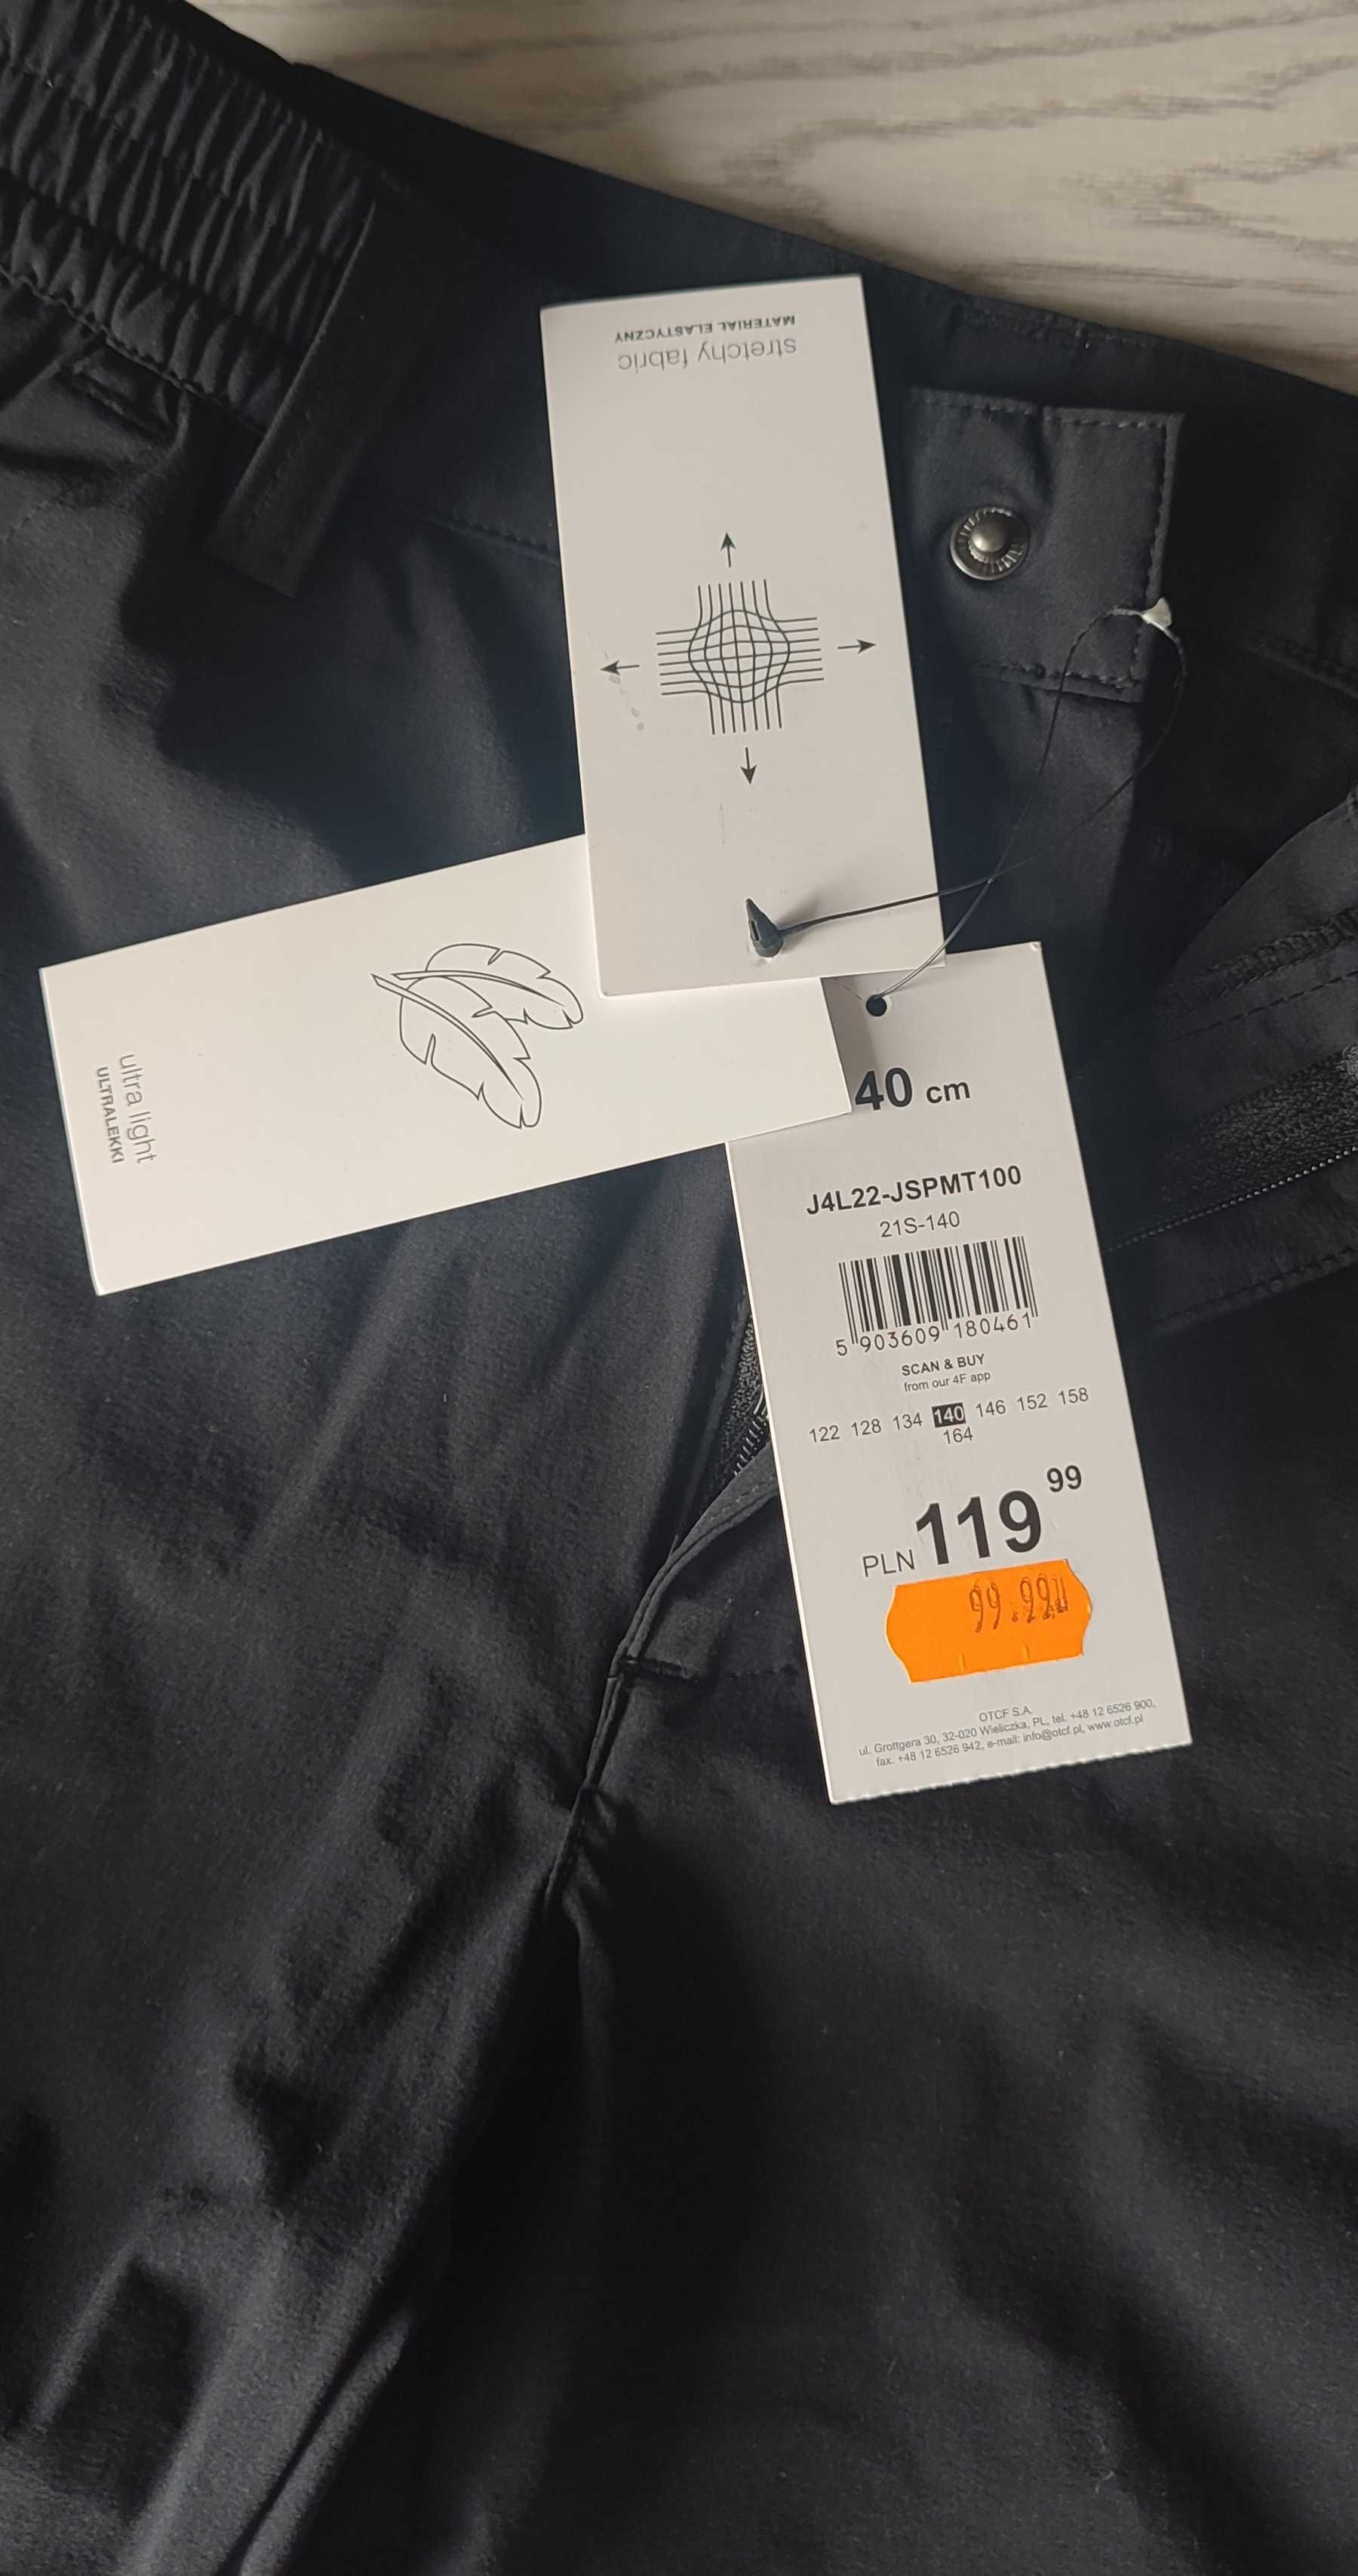 stretchy fabric
MATERIAŁ ELASTYCZNY
ultra light
ULTRALEKKI
40 cm
J4L22-JSPMT100
21S-140
5 903609 180461
SCAN & BUY
from our 4F app
122 128 134 140 146 152 158
164
PLN 119 99
99.99
OTCF S.A.
ul. Grottgera 30, 32-020 Wieliczka, PL, tel. +48 12 6526 900,
fax. +48 12 6526 942, e-mail: info@otcf.pl, www.otcf.pl